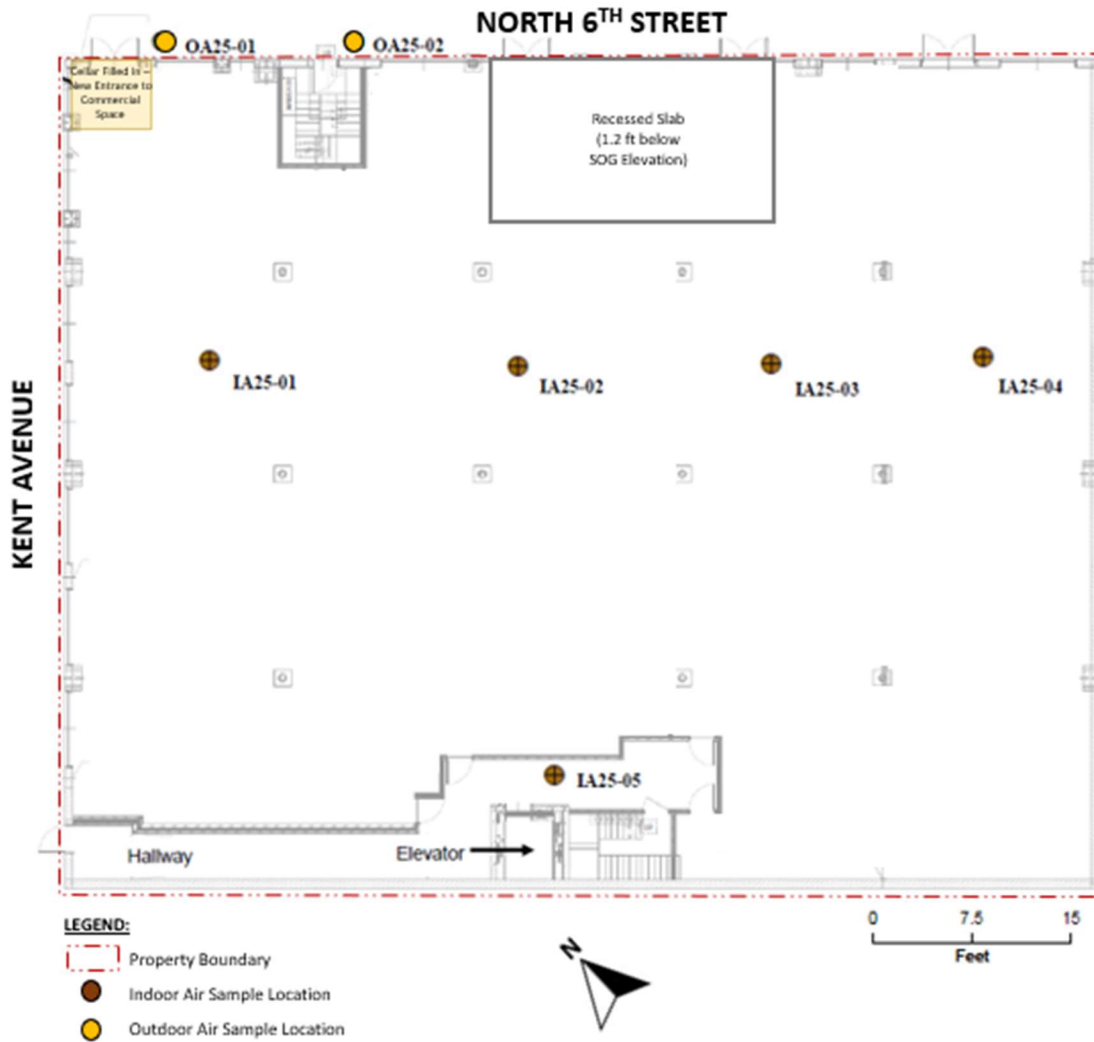 NORTH 6TH STREET
OA25-01
OA25-02
Cellar Filled In –
New Entrance to
Commercial
Space
Recessed Slab
(1.2 ft below
SOG Elevation)
KENT AVENUE
IA25-01
IA25-02
IA25-03
IA25-04
IA25-05
Hallway
Elevator
LEGEND:
Property Boundary
Indoor Air Sample Location
Outdoor Air Sample Location
N
0 7.5 15
Feet